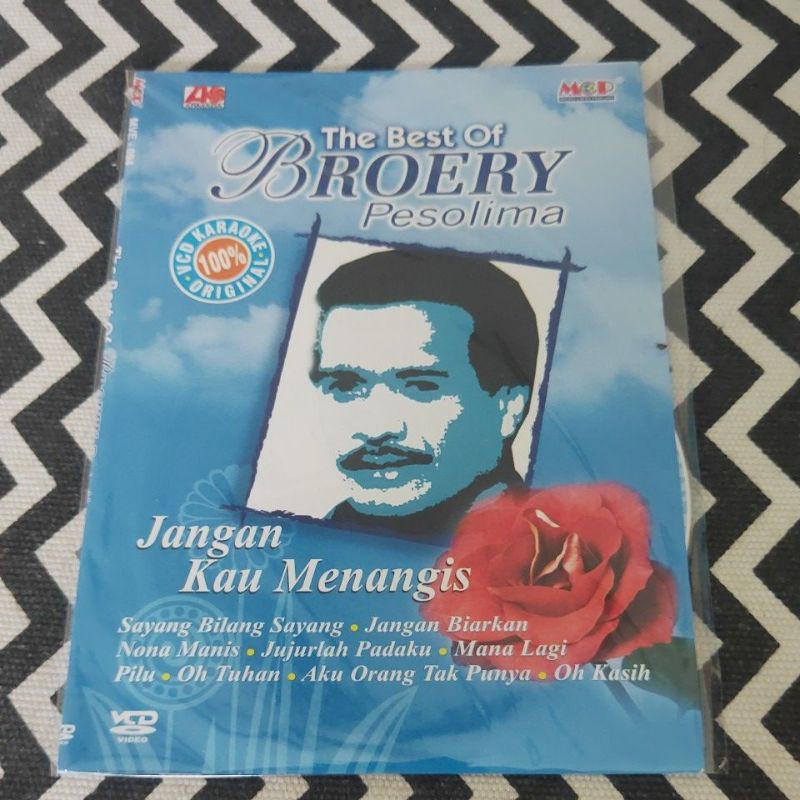 MGP
The Best Of
BROERY
Pesolima
VCD KARAOKE
100%
ORIGINAL
Jangan
Kau Menangis
Sayang Bilang Sayang • Jangan Biarkan
Nona Manis • Jujurlah Padaku • Mana Lagi
Pilu • Oh Tuhan • Aku Orang Tak Punya • Oh Kasih
VCD
VIDEO